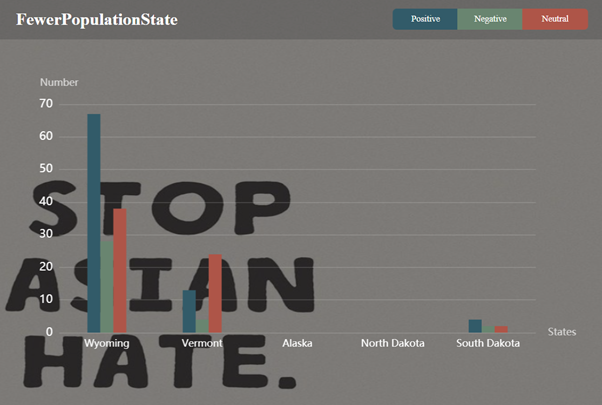 FewerPopulationState
Positive Negative Neutral
Number
70
60
50
40
30
20
10
0
Wyoming Vermont Alaska North Dakota South Dakota
States
STOP
ASIAN
HATE.